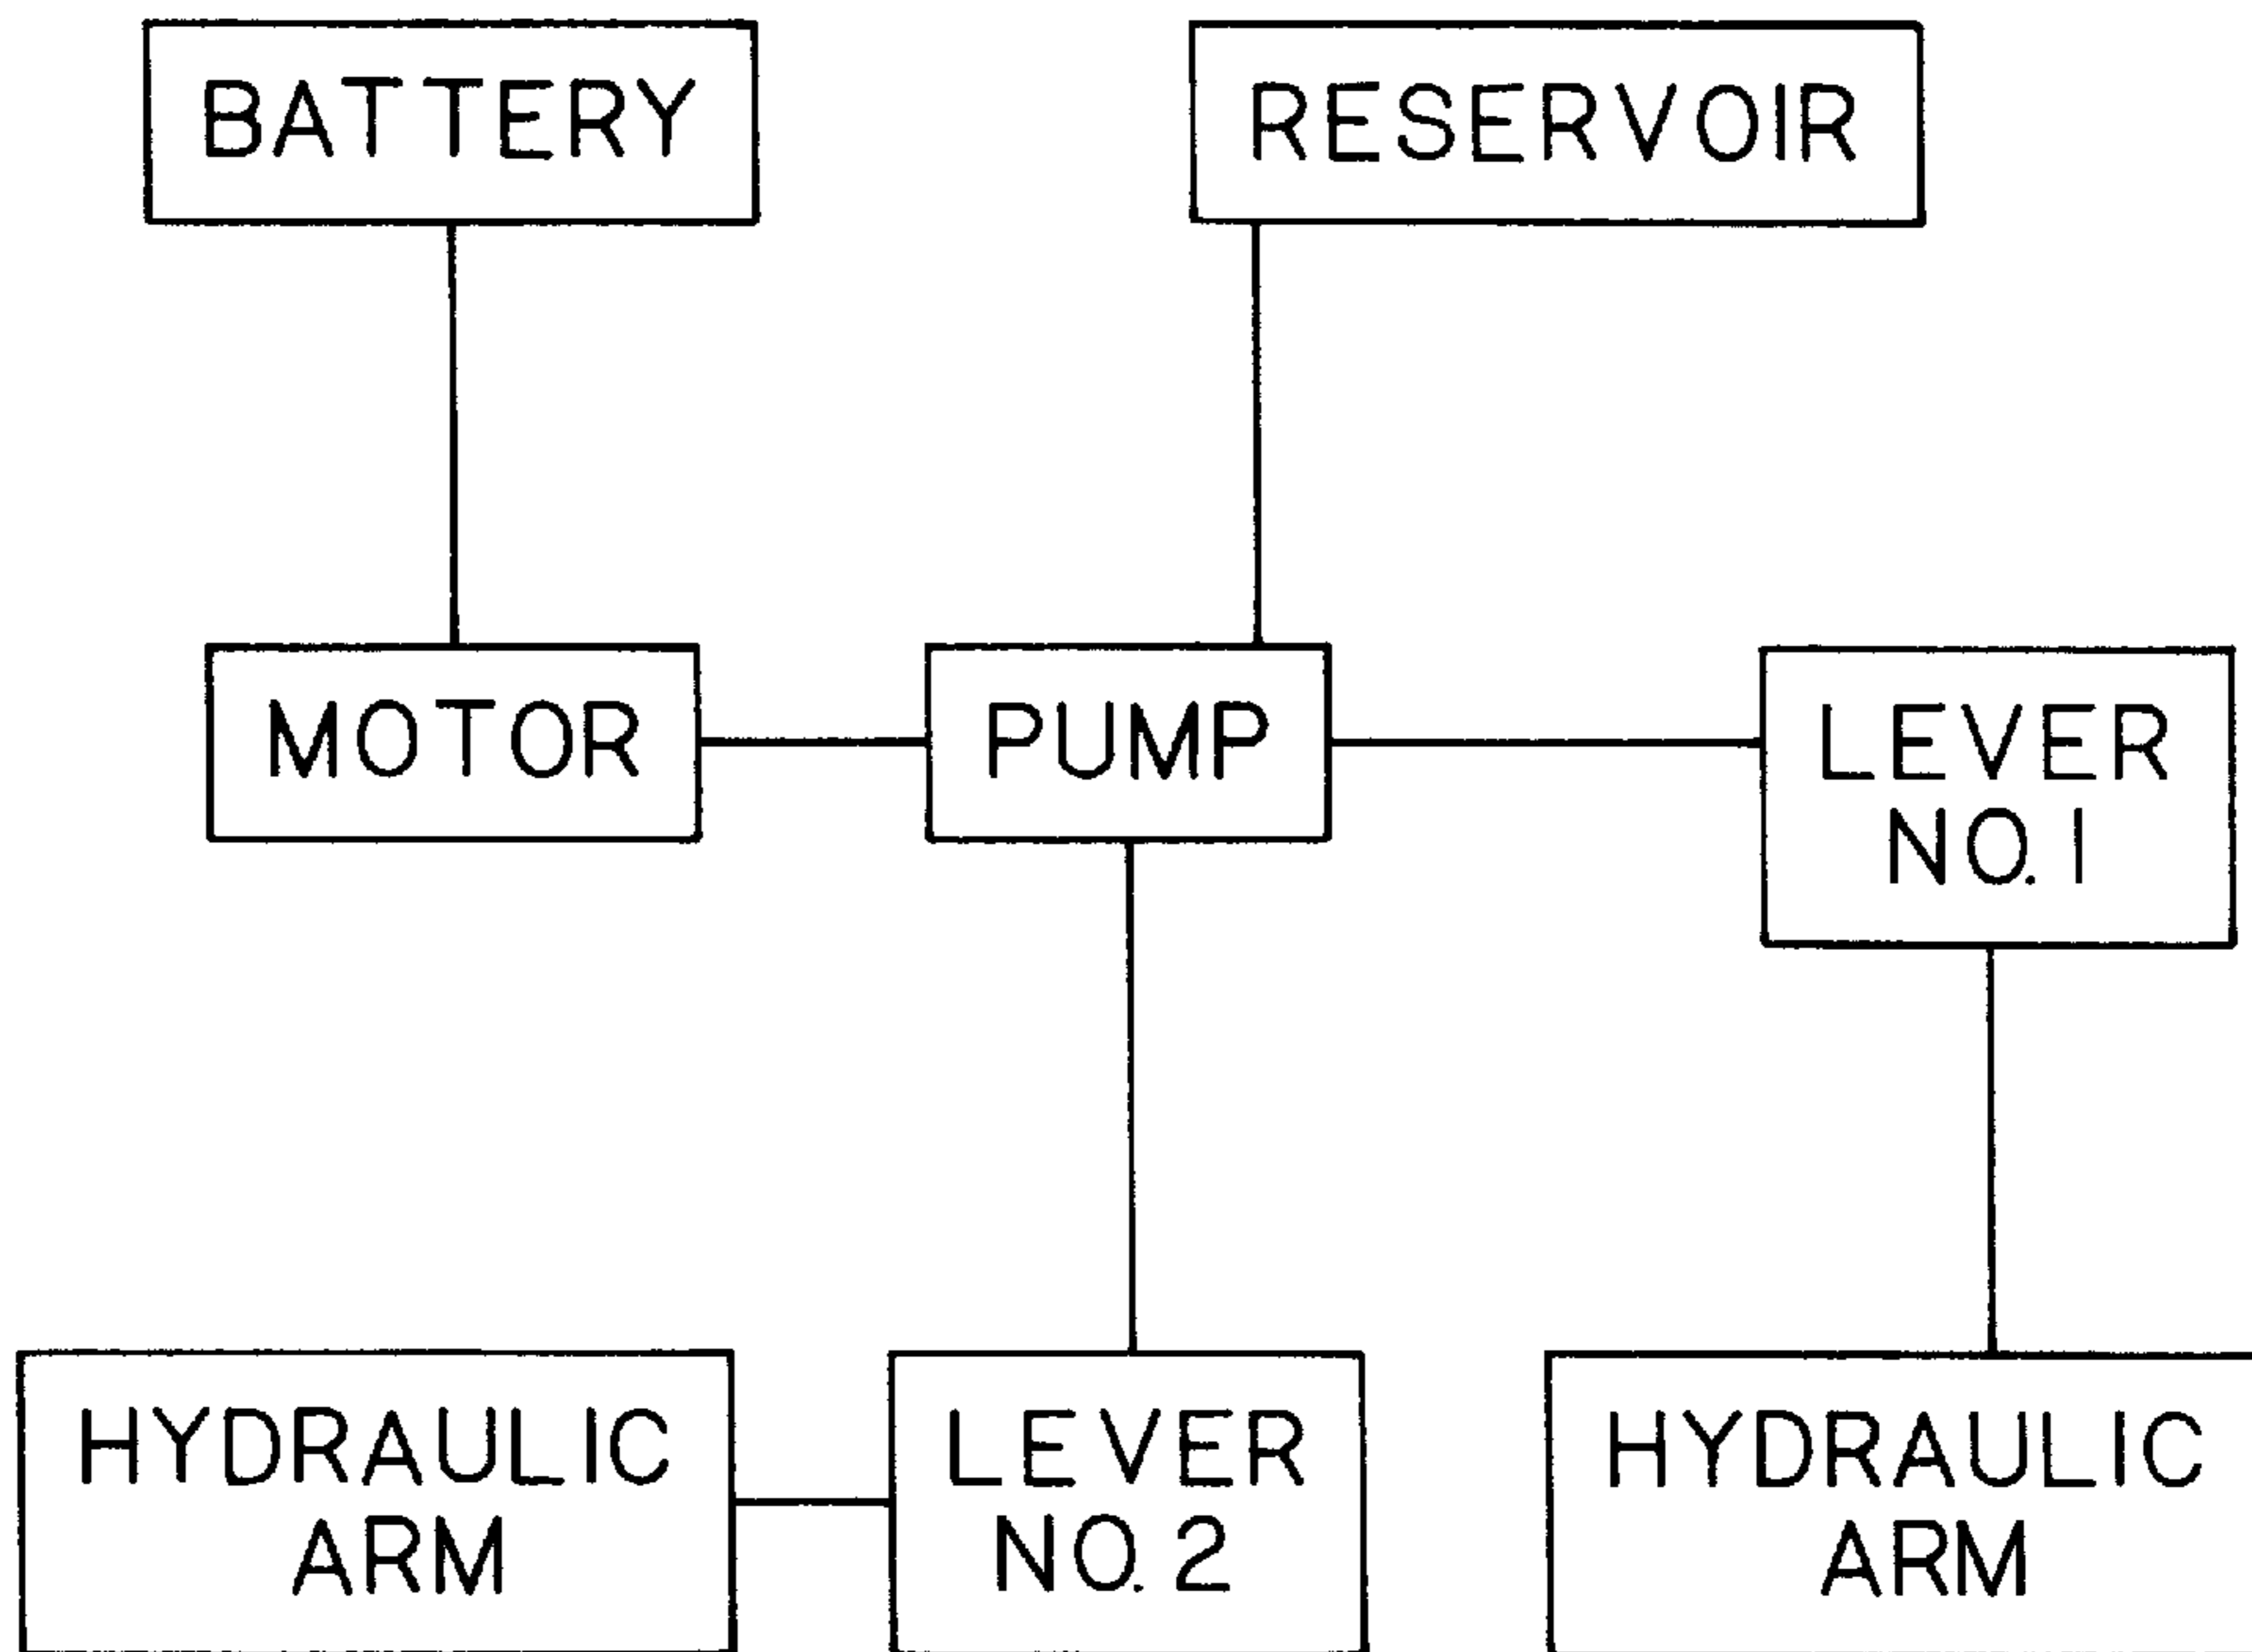 BATTERY
RESERVOIR
MOTOR
PUMP
LEVER
NO. 1
HYDRAULIC
ARM
LEVER
NO. 2
HYDRAULIC
ARM